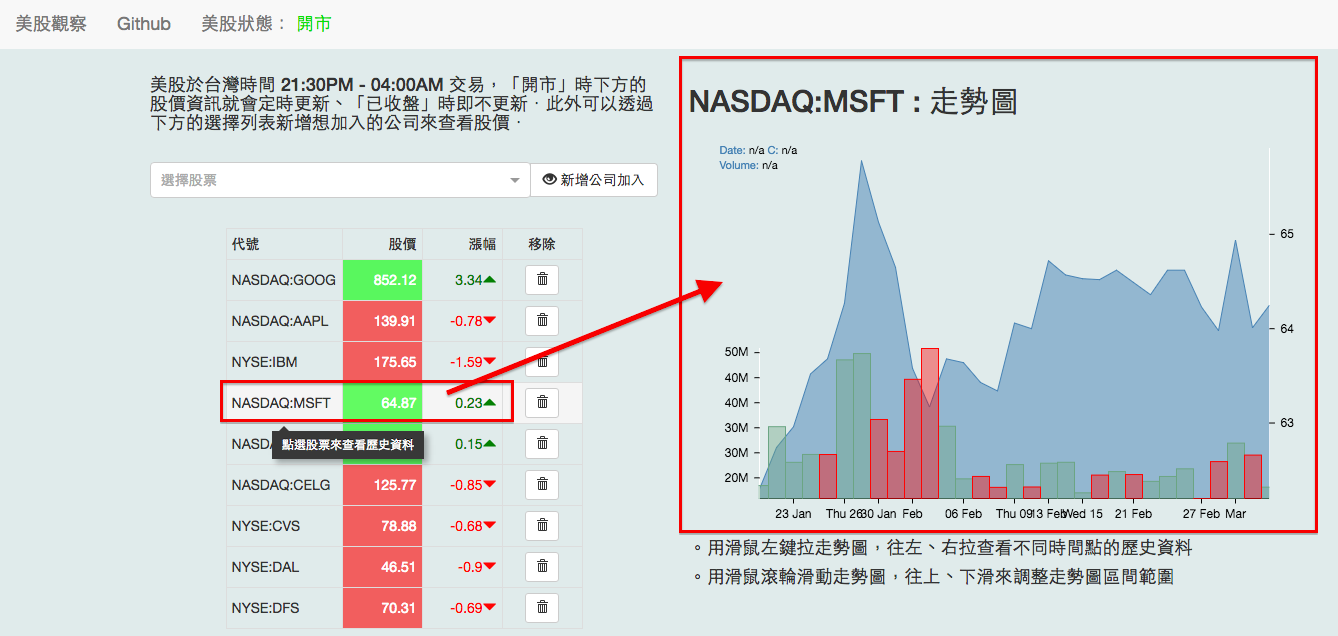 美股觀察 Github 美股狀態： 開市
美股於台灣時間 21:30PM - 04:00AM 交易，「開市」時下方的
股價資訊就會定時更新、「已收盤」時即不更新．此外可以透過
下方的選擇列表新增想加入的公司來查看股價．
選擇股票 新增公司加入
代號 股價 漲幅 移除
NASDAQ:GOOG 852.12 3.34
NASDAQ:AAPL 139.91 -0.78
NYSE:IBM 175.65 -1.59
NASDAQ:MSFT 64.87 0.23
點選股票來查看歷史資料
0.15
NASDAQ:CELG 125.77 -0.85
NYSE:CVS 78.88 -0.68
NYSE:DAL 46.51 -0.9
NYSE:DFS 70.31 -0.69
NASDAQ:MSFT : 走勢圖
Date: n/a C: n/a
Volume: n/a
65
64
63
50M
40M
40M
30M
30M
20M
23 Jan Thu 26 30 Jan Feb 06 Feb Thu 09 13 Feb Wed 15 21 Feb 27 Feb Mar
。用滑鼠左鍵拉走勢圖，往左、右拉查看不同時間點的歷史資料
。用滑鼠滾輪滑動走勢圖，往上、下滑來調整走勢圖區間範圍